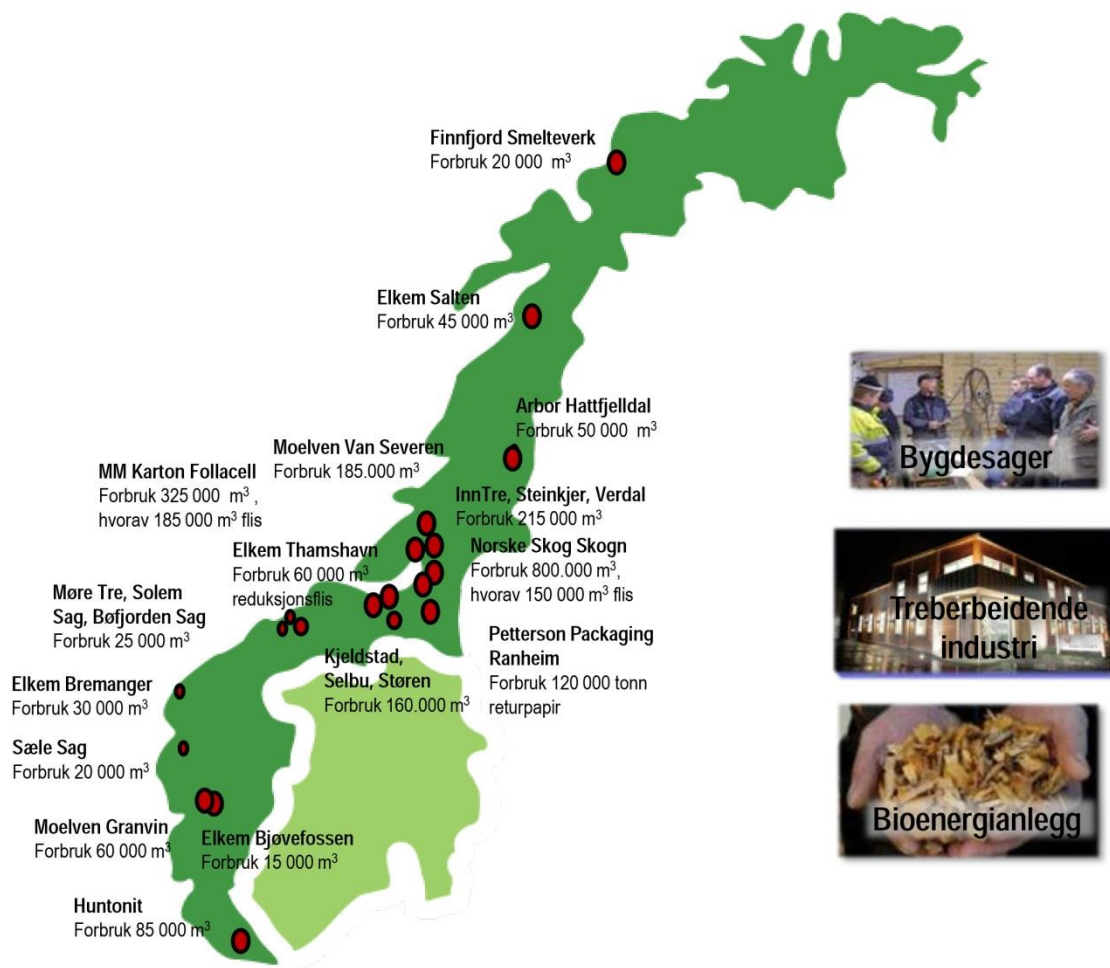 Finnfjord Smelteverk
Forbruk 20 000 m³
Elkem Salten
Forbruk 45 000 m³
Arbor Hattfjelldal
Forbruk 50 000 m³
Moelven Van Severen
Forbruk 185.000 m³
MM Karton Follacell
Forbruk 325 000 m³ ,
hvorav 185 000 m³ flis
InnTre, Steinkjer, Verdal
Forbruk 215 000 m³
Elkem Thamshavn
Forbruk 60 000 m³
reduksjonsflis
Norske Skog Skogn
Forbruk 800.000 m³,
hvorav 150 000 m³ flis
Møre Tre, Solem
Sag, Bøfjorden Sag
Forbruk 25 000 m³
Petterson Packaging
Ranheim
Forbruk 120 000 tonn
returpapir
Kjeldstad,
Selbu, Støren
Forbruk 160.000 m³
Elkem Bremanger
Forbruk 30 000 m³
Sæle Sag
Forbruk 20 000 m³
Moelven Granvin
Forbruk 60 000 m³
Elkem Bjøvefossen
Forbruk 15 000 m³
Huntonit
Forbruk 85 000 m³
Bygdesager
Treberbeidende
industri
Bioenergianlegg